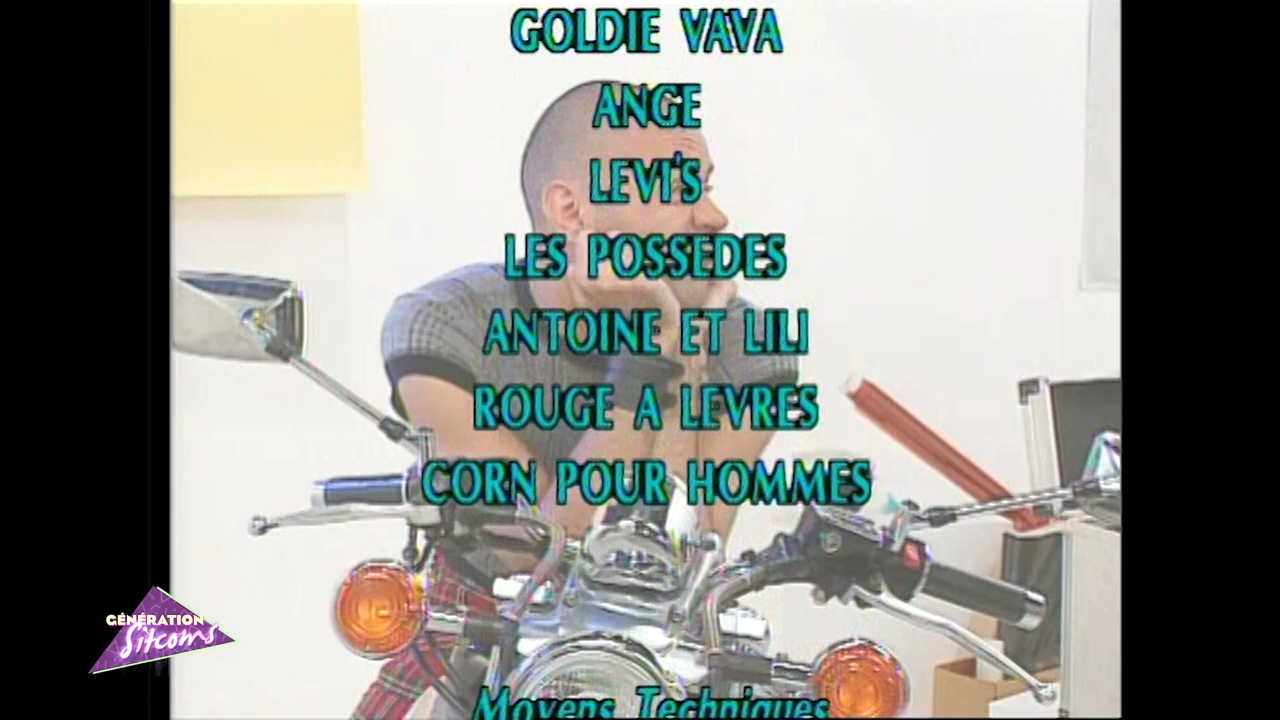 GOLDIE VAVA
ANGE
LEVI'S
LES POSSEDES
ANTOINE ET LILI
ROUGE A LEVRES
CORN POUR HOMMES
Moyens Techniques
GÉNÉRATION
Sitcoms